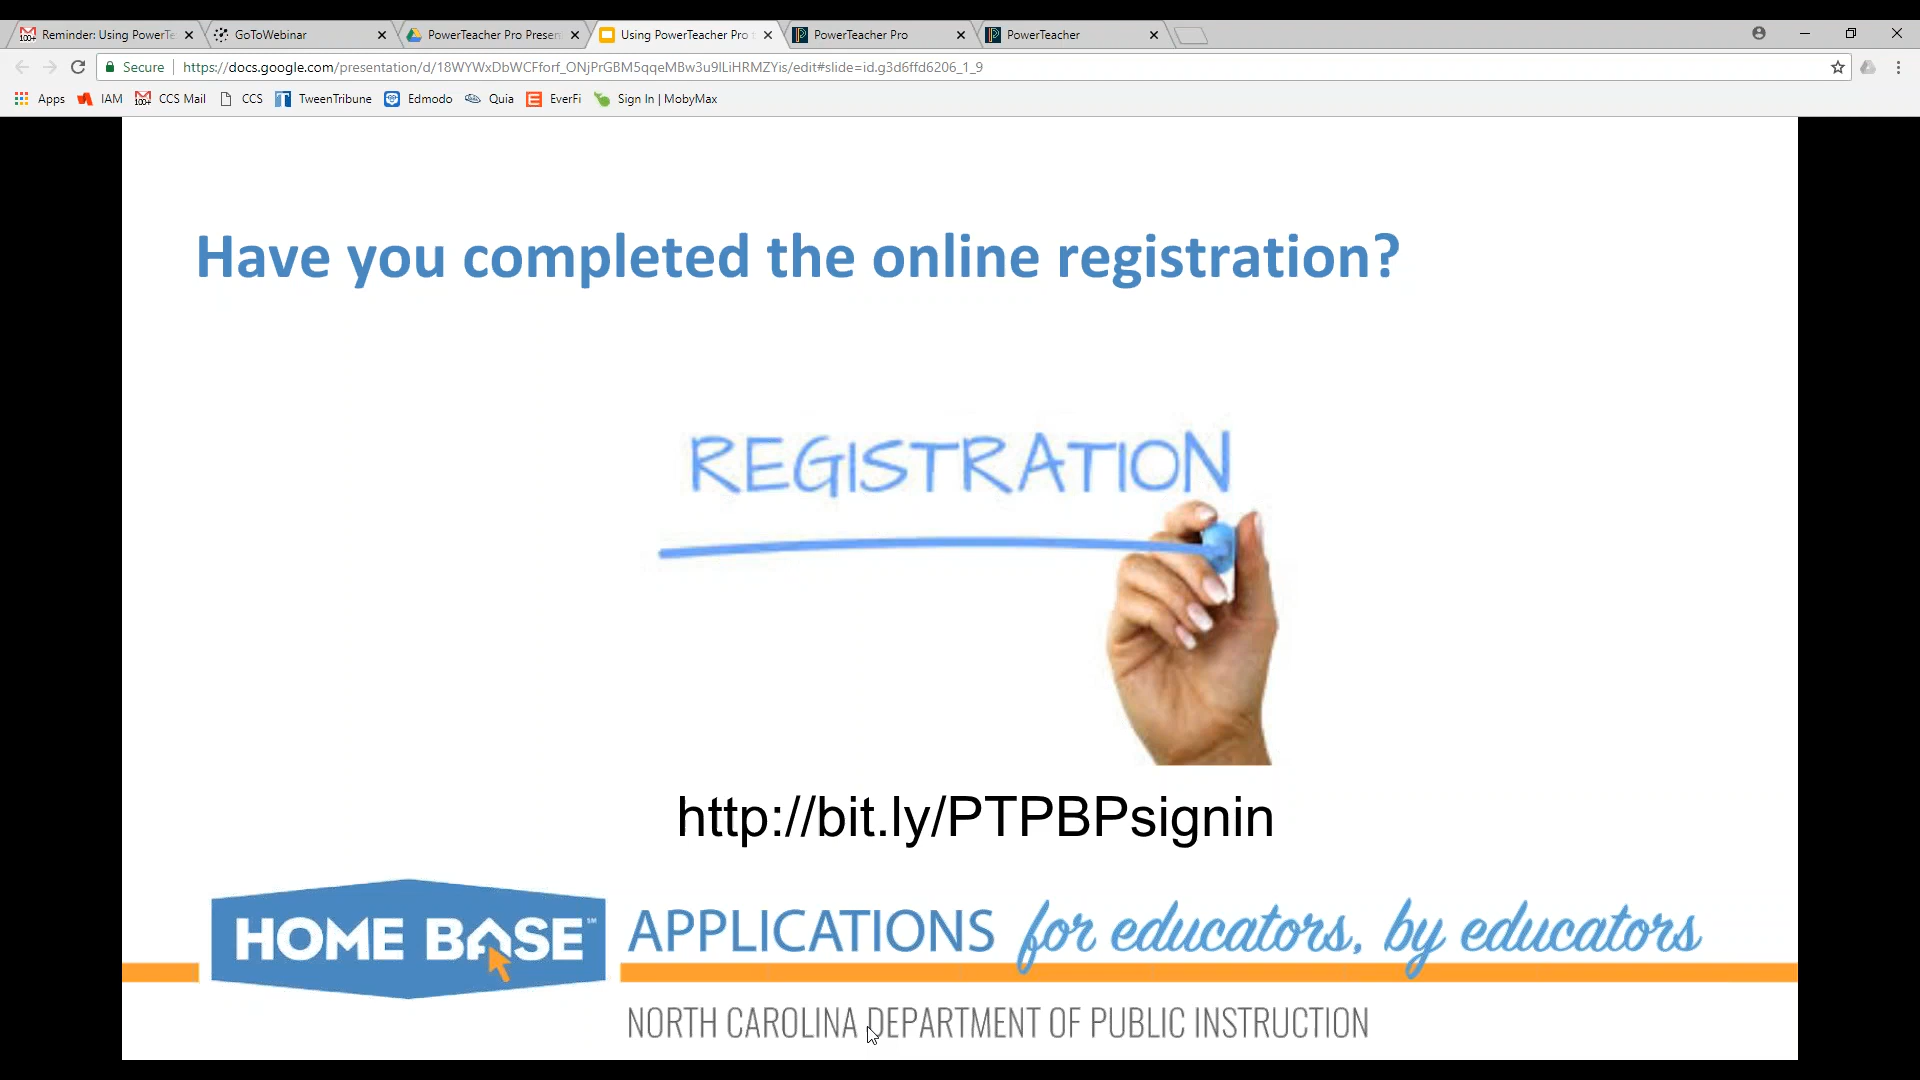 Reminder: Using PowerTe
GoToWebinar
PowerTeacher Pro Presen
Using PowerTeacher Pro
PowerTeacher Pro
PowerTeacher
Secure
https://docs.google.com/presentation/d/18WYWxDbWCFforf_ONjPrGBM5qqeMBw3u9lLiHRMZYis/edit#slide=id.g3d6ffd6206_1_9
Apps IAM CCS Mail CCS TweenTribune Edmodo Quia EverFi Sign In | MobyMax
Have you completed the online registration?
REGISTRATION
http://bit.ly/PTPBPsignin
HOME BASE℠ APPLICATIONS for educators, by educators
NORTH CAROLINA DEPARTMENT OF PUBLIC INSTRUCTION